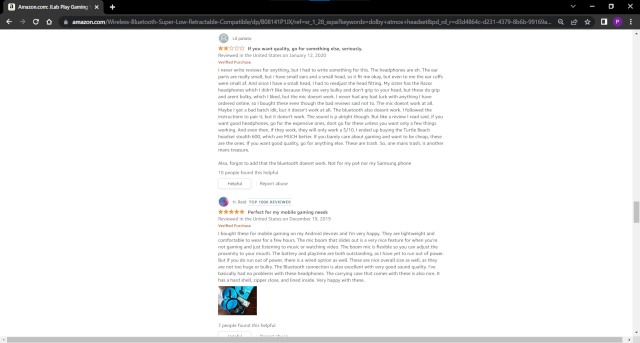 Amazon.com: JLab Play Gaming
amazon.com/Wireless-Bluetooth-Super-Low-Retractable-Compatible/dp/B08141P1JX/ref=sr_1_28_sspa?keywords=dolby+atmos+headset&pd_rd_r=d3d4864c-d231-4379-8b6b-99169a...
If you want quality, go for something else, seriously.
Reviewed in the United States on January 12, 2020
Verified Purchase
I never write reviews for anything, but I had to write something for this. The headphones are eh. The ear
parts are really small, but I have small ears and a small head, so it fit me okay, but even to me the ear cuffs
were small af. And since I have a small head, I had to readjust the head fitting. My sister has the Razor
headphones which I didn't like because they are very bulky and don't grip to your head, but these do grip
and arent bulky, which I liked, but the mic doesnt work. I never had any bad luck with anything I have
ordered online, so I bought these even though the bad reviews said not to. The mic doesnt work at all.
Maybe I got a bad batch idk, but it doesn't work at all. The bluetooth also doesnt work. I followed the
instructions to pair it, but it doesn't work. The sound is alright though. But like a review I read said, if you
want good headphones, go for the expensive ones, dont go for these unless you want only a few things
working. And even then, if they work, they will only work a 5/10. I ended up buying the Turtle Beach
headset stealth 600, which are MUCH better. If you barely care about gaming and want to be cheap, these
are the ones. If you want good quality, go for anything else. These are trash. So, one mans trash, is another
mans treasure.
Also, forgot to add that the bluetooth doesnt work. Not for my ps4 nor my Samsung phone
10 people found this helpful
Helpful | Report abuse
TOP 1000 REVIEWER
Perfect for my mobile gaming needs
Reviewed in the United States on December 19, 2019
Verified Purchase
I bought these for mobile gaming on my Android devices and I'm very happy. They are lightweight and
comfortable to wear for a few hours. The mic boom that slides out is a very nice feature for when you're
not gaming and just listening to music or watching video. The boom mic is flexible so you can adjust the
proximity to your mouth. The battery and playtime are both outstanding, as I have yet to run out of power.
But if you do run out of power, there is a wired option as well. These are nice overall size as well, as they
are not too huge or bulky. The Bluetooth connection is also excellent with very good sound quality. I've
basically had no problems with these headphones. The carrying case that comes with these is also nice. It
has a hard shell, zipper close, and lined inside. Very happy with these.
7 people found this helpful